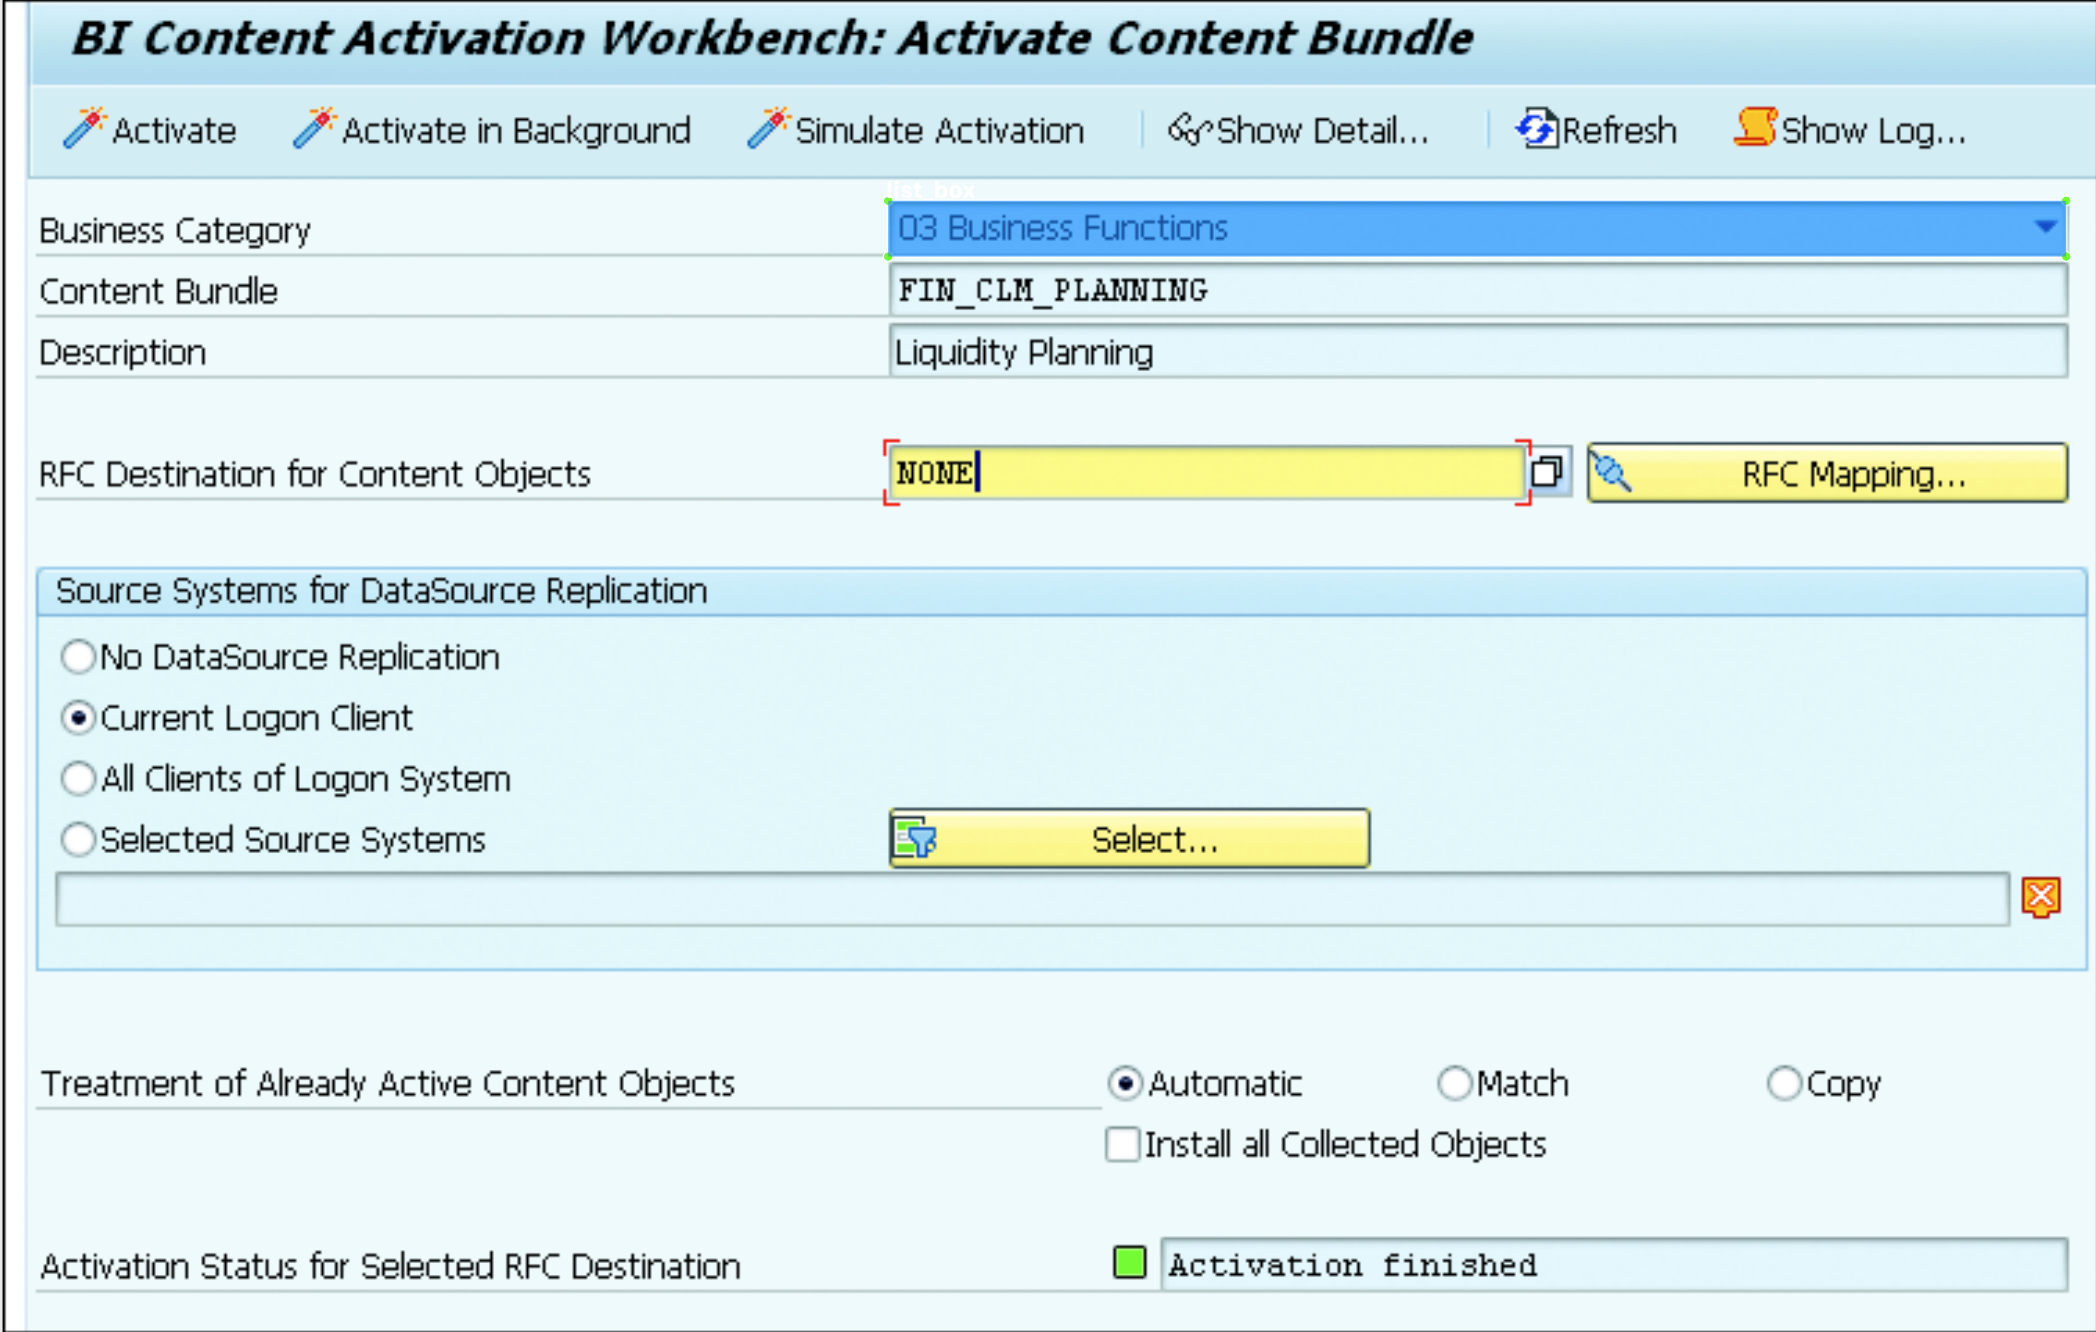 BI Content Activation Workbench: Activate Content Bundle
Activate Activate in Background Simulate Activation Show Detail... Refresh Show Log...
list_box
Business Category 03 Business Functions
Content Bundle FIN_CLM_PLANNING
Description Liquidity Planning
RFC Destination for Content Objects NONE RFC Mapping...
Source Systems for DataSource Replication
No DataSource Replication
Current Logon Client
All Clients of Logon System
Selected Source Systems Select...
Treatment of Already Active Content Objects Automatic Match Copy
Install all Collected Objects
Activation Status for Selected RFC Destination Activation finished